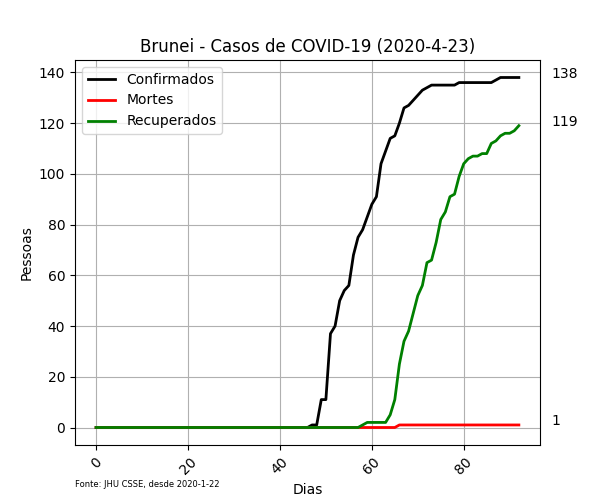 Brunei - Casos de COVID-19 (2020-4-23)
Confirmados
Mortes
Recuperados
138
119
1
Pessoas
140
120
100
80
60
40
20
0
0
20
40
60
80
Fonte: JHU CSSE, desde 2020-1-22
Dias